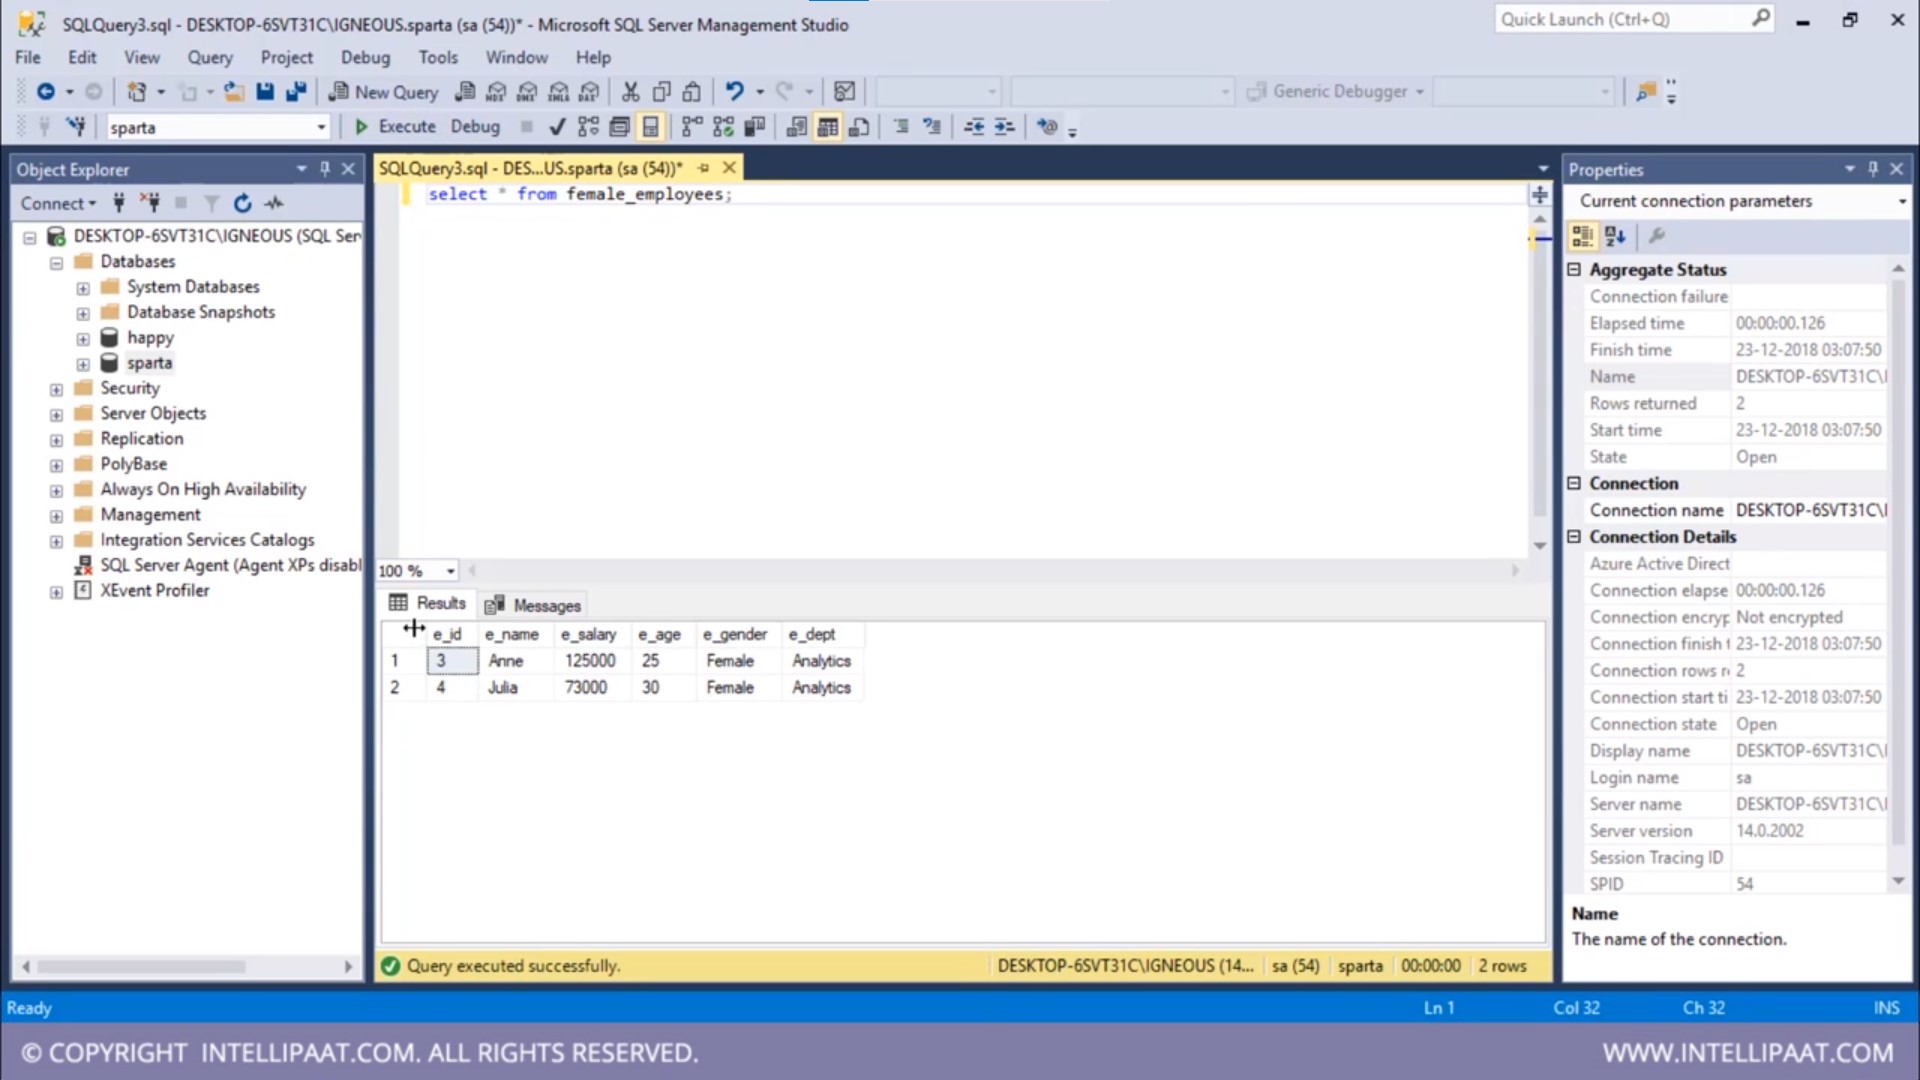 SQLQuery3.sql - DESKTOP-6SVT31C\IGNEOUS.sparta (sa (54))* - Microsoft SQL Server Management Studio
Quick Launch (Ctrl+Q)
File Edit View Query Project Debug Tools Window Help
New Query
MDX DMX XMLA DAX
Generic Debugger
sparta
Execute Debug
Object Explorer
Connect
DESKTOP-6SVT31C\IGNEOUS (SQL Ser
Databases
System Databases
Database Snapshots
happy
sparta
Security
Server Objects
Replication
PolyBase
Always On High Availability
Management
Integration Services Catalogs
SQL Server Agent (Agent XPs disabl
XEvent Profiler
SQLQuery3.sql - DES...US.sparta (sa (54))*
select * from female_employees;
100 %
Results Messages
e_id e_name e_salary e_age e_gender e_dept
1 3 Anne 125000 25 Female Analytics
2 4 Julia 73000 30 Female Analytics
Query executed successfully.
DESKTOP-6SVT31C\IGNEOUS (14... sa (54) sparta 00:00:00 2 rows
Properties
Current connection parameters
Aggregate Status
Connection failure
Elapsed time 00:00:00.126
Finish time 23-12-2018 03:07:50
Name DESKTOP-6SVT31C\I
Rows returned 2
Start time 23-12-2018 03:07:50
State Open
Connection
Connection name DESKTOP-6SVT31C\I
Connection Details
Azure Active Direct
Connection elapse 00:00:00.126
Connection encryp Not encrypted
Connection finish t 23-12-2018 03:07:50
Connection rows r 2
Connection start ti 23-12-2018 03:07:50
Connection state Open
Display name DESKTOP-6SVT31C\I
Login name sa
Server name DESKTOP-6SVT31C\I
Server version 14.0.2002
Session Tracing ID
SPID 54
Name
The name of the connection.
Ready
Ln 1 Col 32 Ch 32 INS
© COPYRIGHT INTELLIPAAT.COM. ALL RIGHTS RESERVED.
WWW.INTELLIPAAT.COM